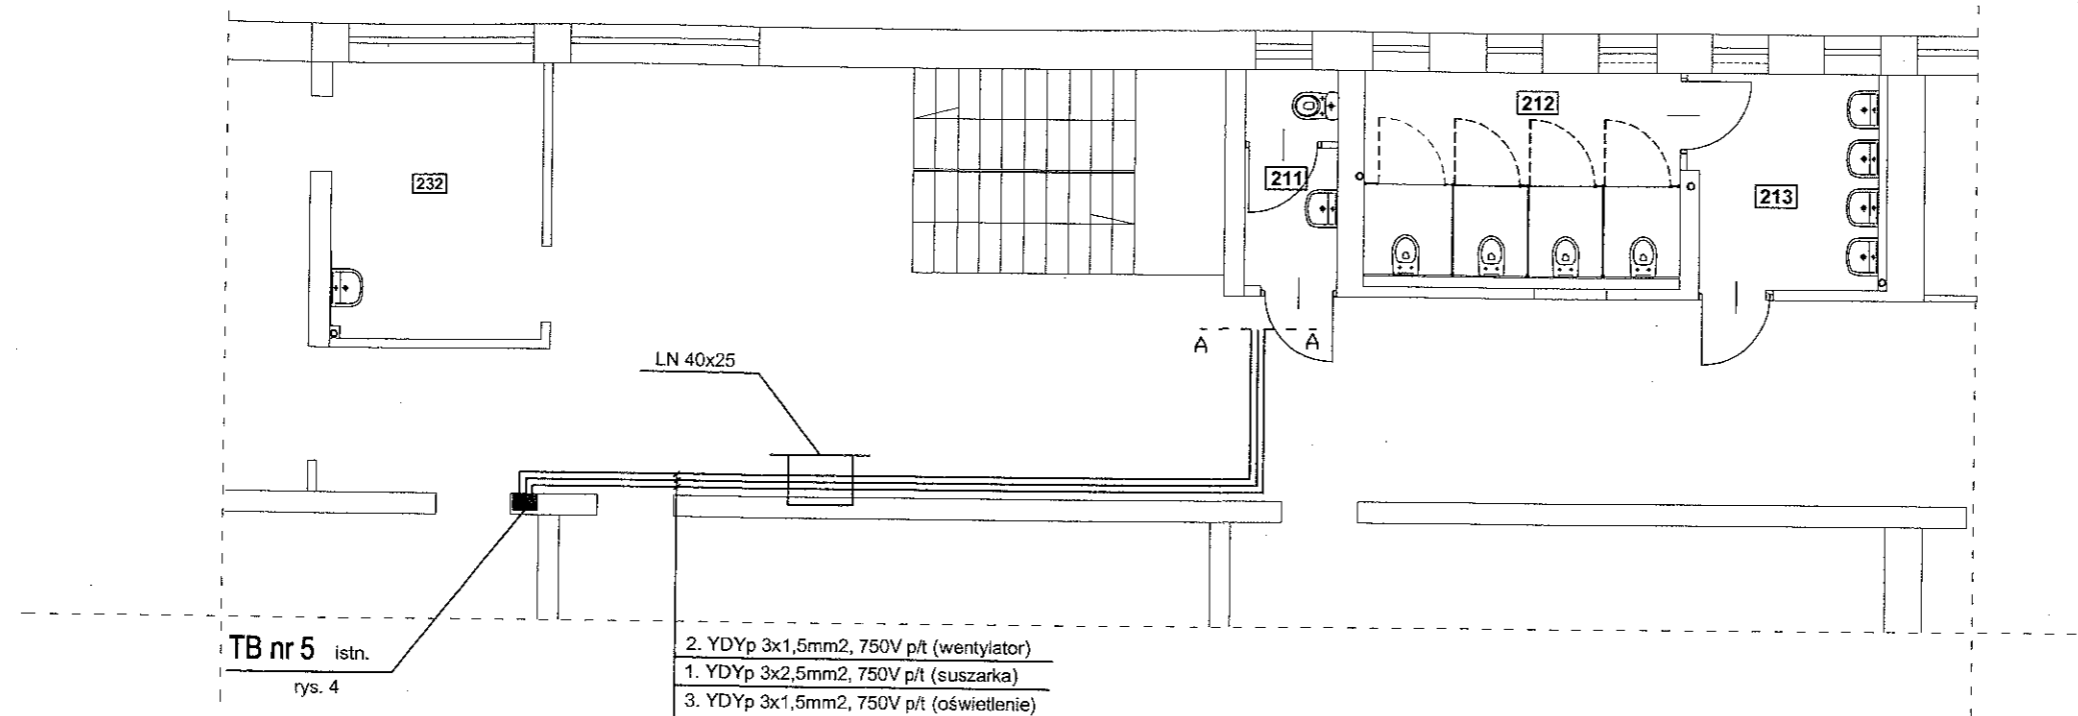 212
232
211
213
A A
LN 40x25
TB nr 5 istn.
rys. 4
2. YDYp 3x1,5mm2, 750V p/t (wentylator)
1. YDYp 3x2,5mm2, 750V p/t (suszarka)
3. YDYp 3x1,5mm2, 750V p/t (oświetlenie)